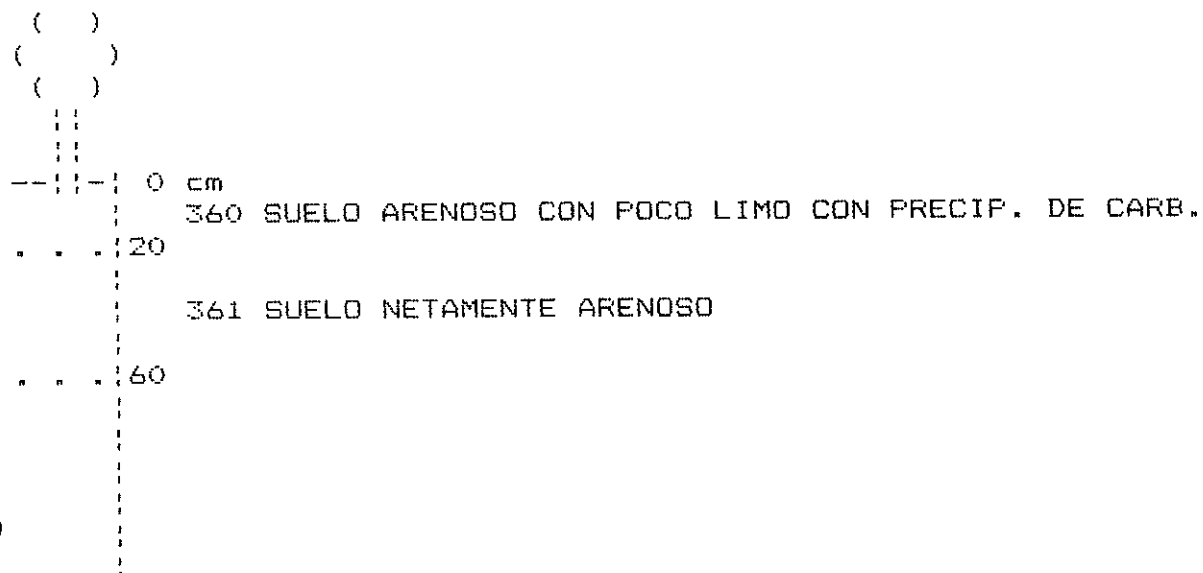 0 cm
360 SUELO ARENOSO CON POCO LIMO CON PRECIP. DE CARB.
20
361 SUELO NETAMENTE ARENOSO
60